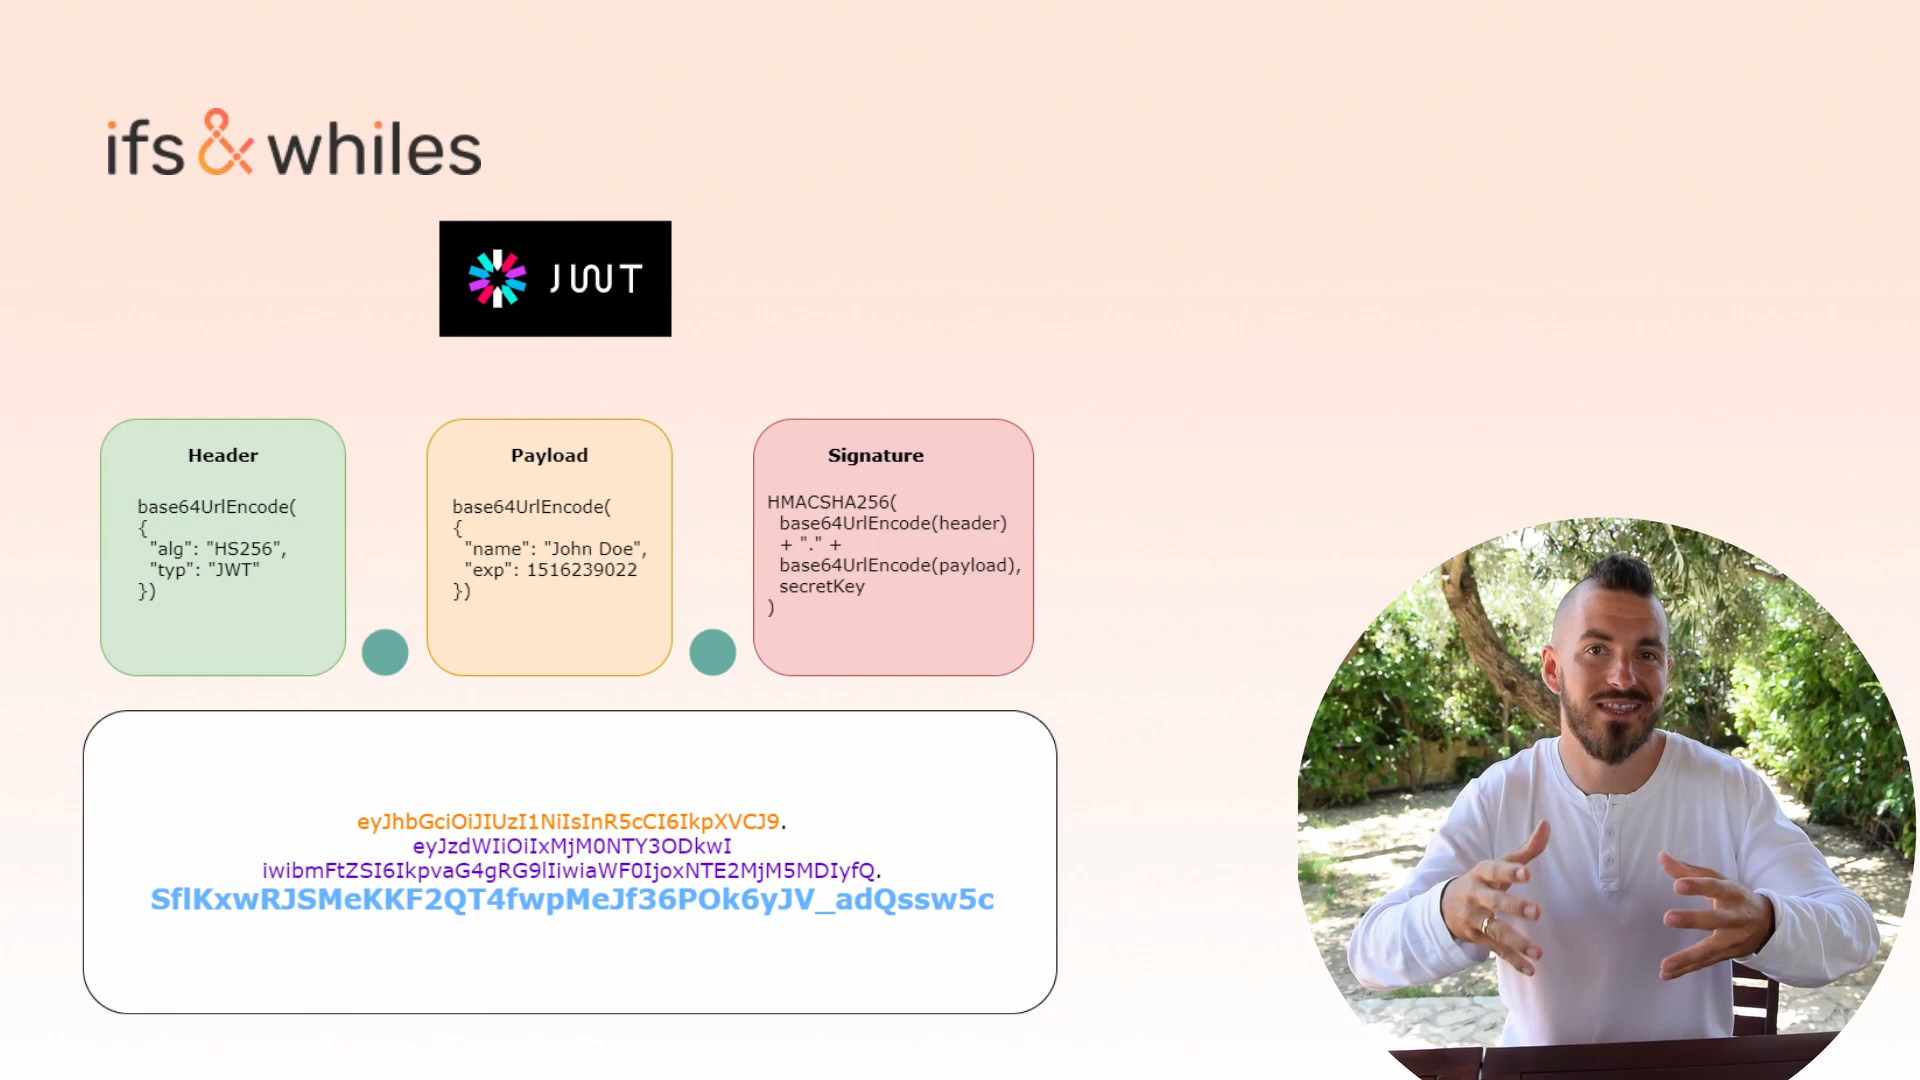 ifs & whiles
JWT
Header
base64UrlEncode(
{
"alg": "HS256",
"typ": "JWT"
})
Payload
base64UrlEncode(
{
"name": "John Doe",
"exp": 1516239022
})
Signature
HMACSHA256(
base64UrlEncode(header)
+ "." +
base64UrlEncode(payload),
secretKey
)
eyJhbGciOiJIUzI1NiIsInR5cCI6IkpXVCJ9.
eyJzdWIiOiIxMjM0NTY3ODkwI
iwibmFtZSI6IkpvaG4gRG9lIiwiaWF0IjoxNTE2MjM5MDIyfQ.
SflKxwRJSMeKKF2QT4fwpMeJf36POk6yJV_adQssw5c